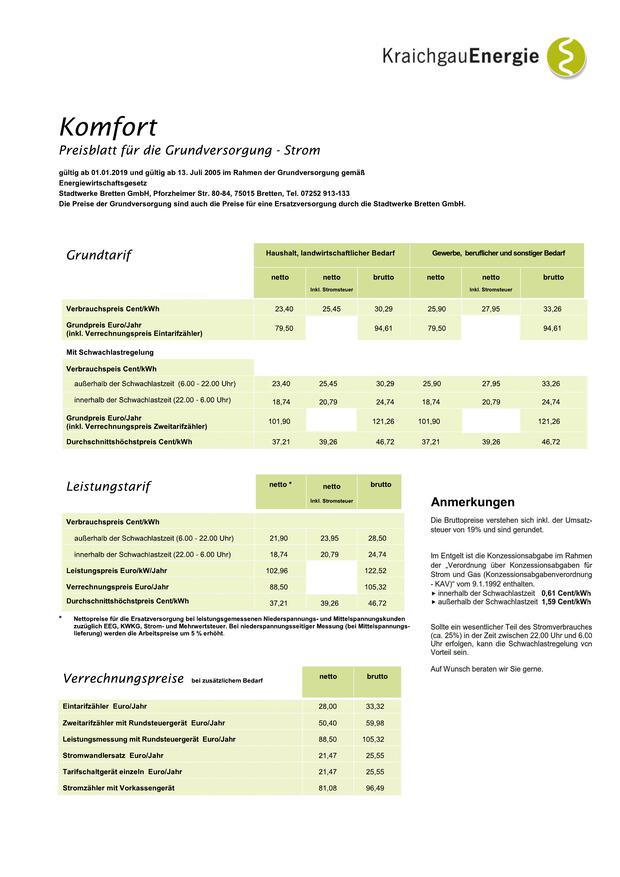 KraichgauEnergie
Komfort
Preisblatt für die Grundversorgung - Strom
gültig ab 01.01.2019 und gültig ab 13. Juli 2005 im Rahmen der Grundversorgung gemäß
Energiewirtschaftsgesetz
Stadtwerke Bretten GmbH, Pforzheimer Str. 80-84, 75015 Bretten, Tel. 07252 913-133
Die Preise der Grundversorgung sind auch die Preise für eine Ersatzversorgung durch die Stadtwerke Bretten GmbH.
Grundtarif
Haushalt, landwirtschaftlicher Bedarf Gewerbe, beruflicher und sonstiger Bedarf
netto netto brutto netto netto brutto
Inkl. Stromsteuer Inkl. Stromsteuer
Verbrauchspreis Cent/kWh 23,40 25,45 30,29 25,90 27,95 33,26
Grundpreis Euro/Jahr
(inkl. Verrechnungspreis Eintarifzähler) 79,50 94,61 79,50 94,61
Mit Schwachlastregelung
Verbrauchspeis Cent/kWh
außerhalb der Schwachlastzeit (6.00 - 22.00 Uhr) 23,40 25,45 30,29 25,90 27,95 33,26
innerhalb der Schwachlastzeit (22.00 - 6.00 Uhr) 18,74 20,79 24,74 18,74 20,79 24,74
Grundpreis Euro/Jahr
(inkl. Verrechnungspreis Zweitarifzähler) 101,90 121,26 101,90 121,26
Durchschnittshöchstpreis Cent/kWh 37,21 39,26 46,72 37,21 39,26 46,72
Leistungstarif
netto * netto brutto
Inkl. Stromsteuer
Verbrauchspreis Cent/kWh
außerhalb der Schwachlastzeit (6.00 - 22.00 Uhr) 21,90 23,95 28,50
innerhalb der Schwachlastzeit (22.00 - 6.00 Uhr) 18,74 20,79 24,74
Leistungspreis Euro/kW/Jahr 102,96 122,52
Verrechnungspreis Euro/Jahr 88,50 105,32
Durchschnittshöchstpreis Cent/kWh 37,21 39,26 46,72
* Nettopreise für die Ersatzversorgung bei leistungsgemessenen Niederspannungs- und Mittelspannungskunden
zuzüglich EEG, KWKG, Strom- und Mehrwertsteuer. Bei niederspannungsseitiger Messung (bei Mittelspannungs-
lieferung) werden die Arbeitspreise um 5 % erhöht.
Anmerkungen
Die Bruttopreise verstehen sich inkl. der Umsatz-
steuer von 19% und sind gerundet.
Im Entgelt ist die Konzessionsabgabe im Rahmen
der „Verordnung über Konzessionsabgaben für
Strom und Gas (Konzessionsabgabenverordnung
- KAV)" vom 9.1.1992 enthalten.
▸ innerhalb der Schwachlastzeit 0,61 Cent/kWh
▸ außerhalb der Schwachlastzeit 1,59 Cent/kWh
Sollte ein wesentlicher Teil des Stromverbrauches
(ca. 25%) in der Zeit zwischen 22.00 Uhr und 6.00
Uhr erfolgen, kann die Schwachlastregelung von
Vorteil sein.
Auf Wunsch beraten wir Sie gerne.
Verrechnungspreise bei zusätzlichem Bedarf netto brutto
Eintarifzähler Euro/Jahr 28,00 33,32
Zweitarifzähler mit Rundsteuergerät Euro/Jahr 50,40 59,98
Leistungsmessung mit Rundsteuergerät Euro/Jahr 88,50 105,32
Stromwandlersatz Euro/Jahr 21,47 25,55
Tarifschaltgerät einzeln Euro/Jahr 21,47 25,55
Stromzähler mit Vorkassengerät 81,08 96,49